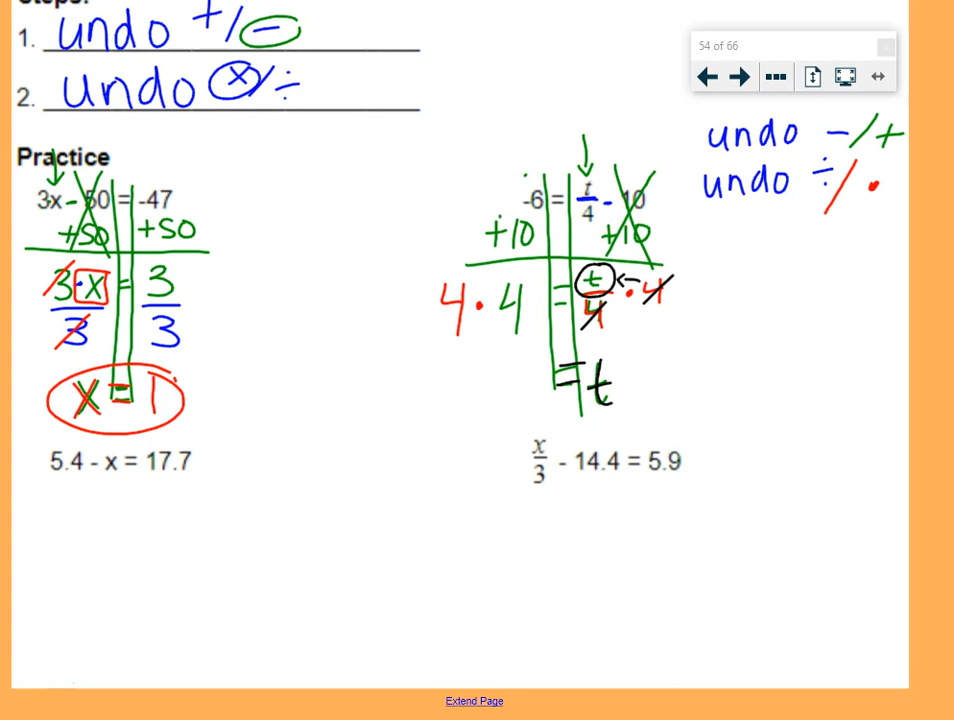 Steps:
1. undo +/-
2. undo x/÷
Practice
3x - 50 = -47
+50 +50
3·x = 3
3 3
x = 1
-6 = t/4 - 10
+10 +10
4 · 4 = t/4 · 4
= t
5.4 - x = 17.7
x/3 - 14.4 = 5.9
54 of 66
undo -/+
undo ÷/·
Extend Page